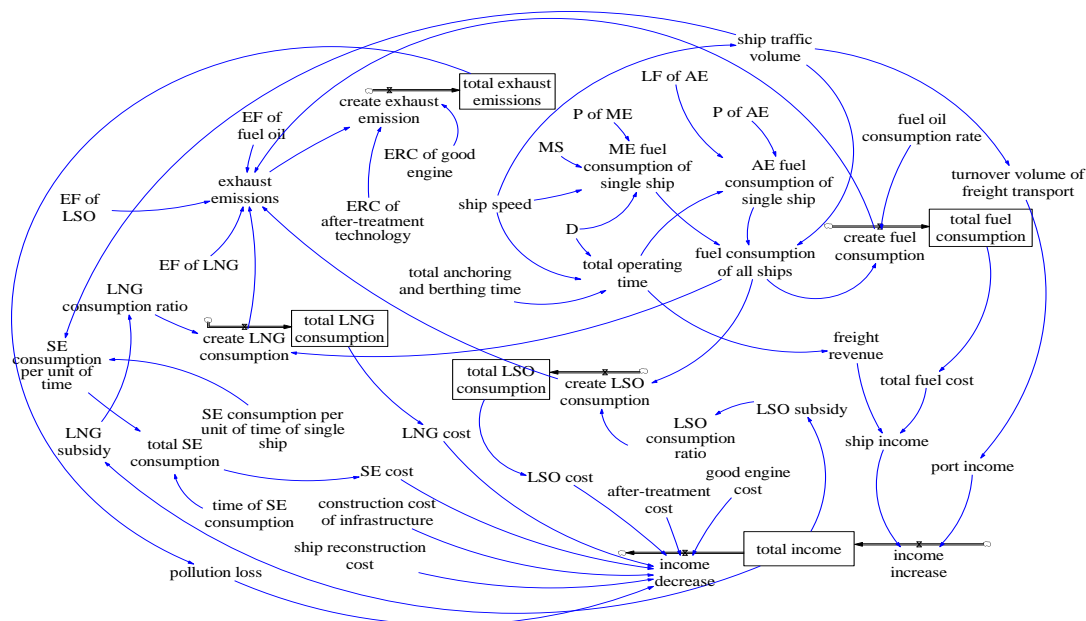 ship traffic
volume
total exhaust
emissions
create exhaust
emission
LF of AE
EF of
fuel oil
P of ME
P of AE
fuel oil
consumption rate
ERC of good
engine
MS
ME fuel
consumption of
single ship
AE fuel
consumption of
single ship
exhaust
emissions
turnover volume of
freight transport
EF of
LSO
ERC of
after-treatment
technology
ship speed
D
total fuel
consumption
create fuel
consumption
EF of LNG
total anchoring
and berthing time
total operating
time
fuel consumption
of all ships
LNG
consumption ratio
total LNG
consumption
create LNG
consumption
SE
consumption
per unit of
time
freight
revenue
total LSO
consumption
create LSO
consumption
total fuel cost
SE consumption per
unit of time of single
ship
LSO subsidy
LSO
consumption
ratio
LNG
subsidy
total SE
consumption
LNG cost
ship income
SE cost
LSO cost
good engine
cost
port income
after-treatment
cost
time of SE
consumption
construction cost
of infrastructure
ship reconstruction
cost
total income
income
decrease
income
increase
pollution loss